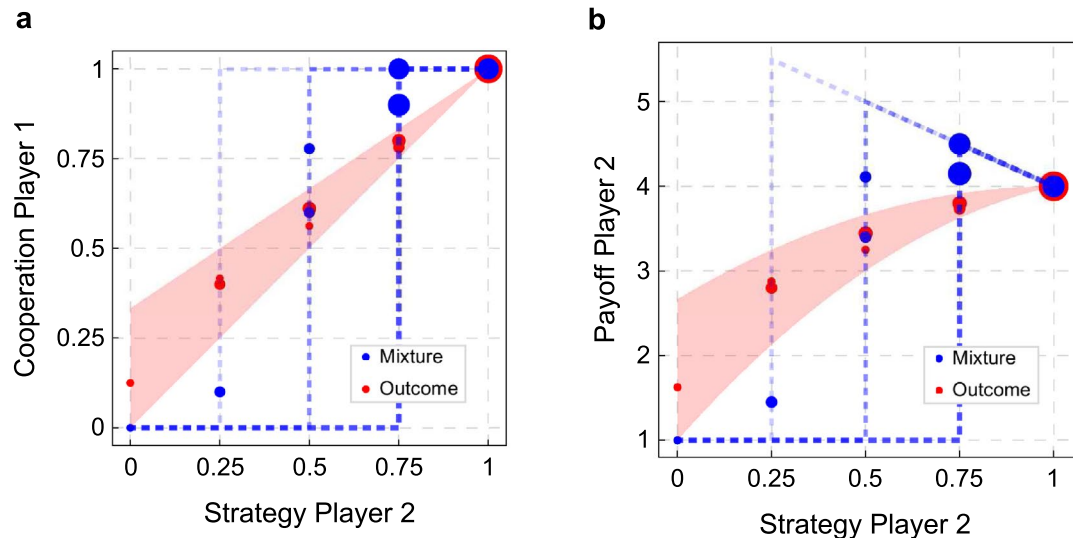 a
Cooperation Player 1
1
0.75
0.5
0.25
0
Mixture
Outcome
0
0.25
0.5
0.75
1
Strategy Player 2
b
Payoff Player 2
5
4
3
2
1
Mixture
Outcome
0
0.25
0.5
0.75
1
Strategy Player 2